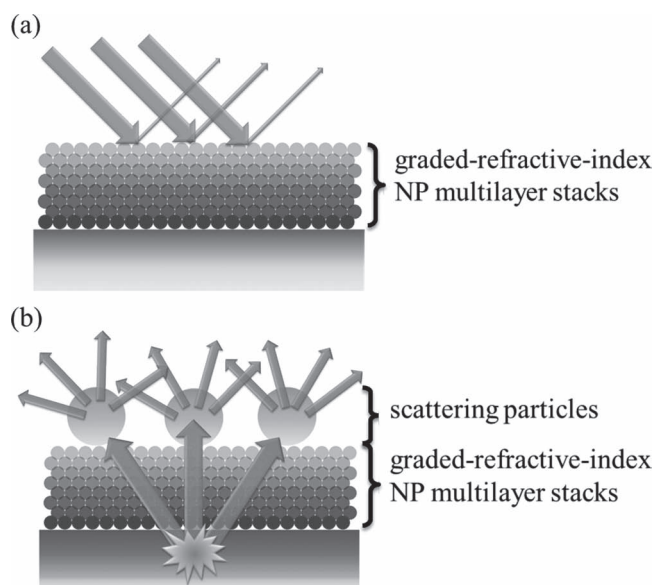 (a)
graded-refractive-index
NP multilayer stacks
(b)
scattering particles
graded-refractive-index
NP multilayer stacks